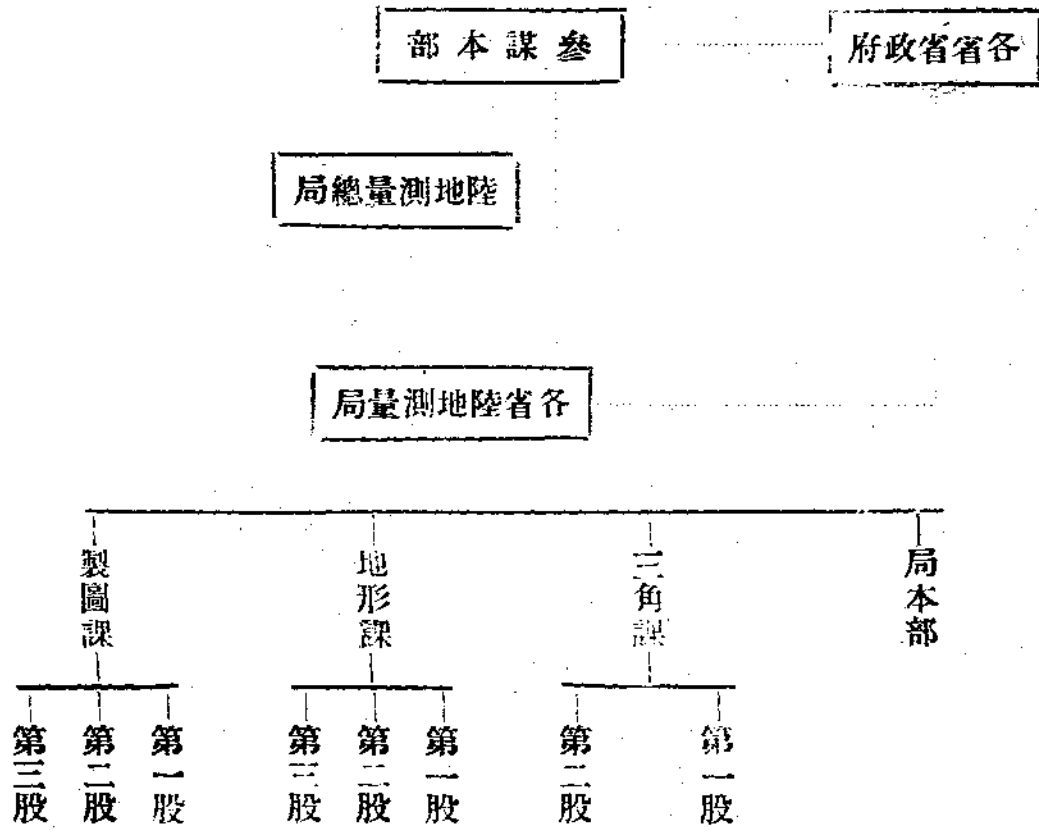 參謀本部
各省省政府
陸地測量總局
各省陸地測量局
局本部
三角課
地形課
製圖課
第一股
第二股
第一股
第二股
第三股
第一股
第二股
第三股